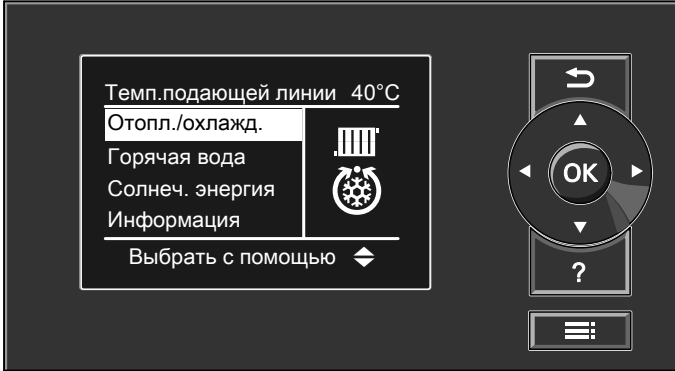 Темп.подающей линии 40°C
Отопл./охлажд.
Горячая вода
Солнеч. энергия
Информация
Выбрать с помощью
OK
?